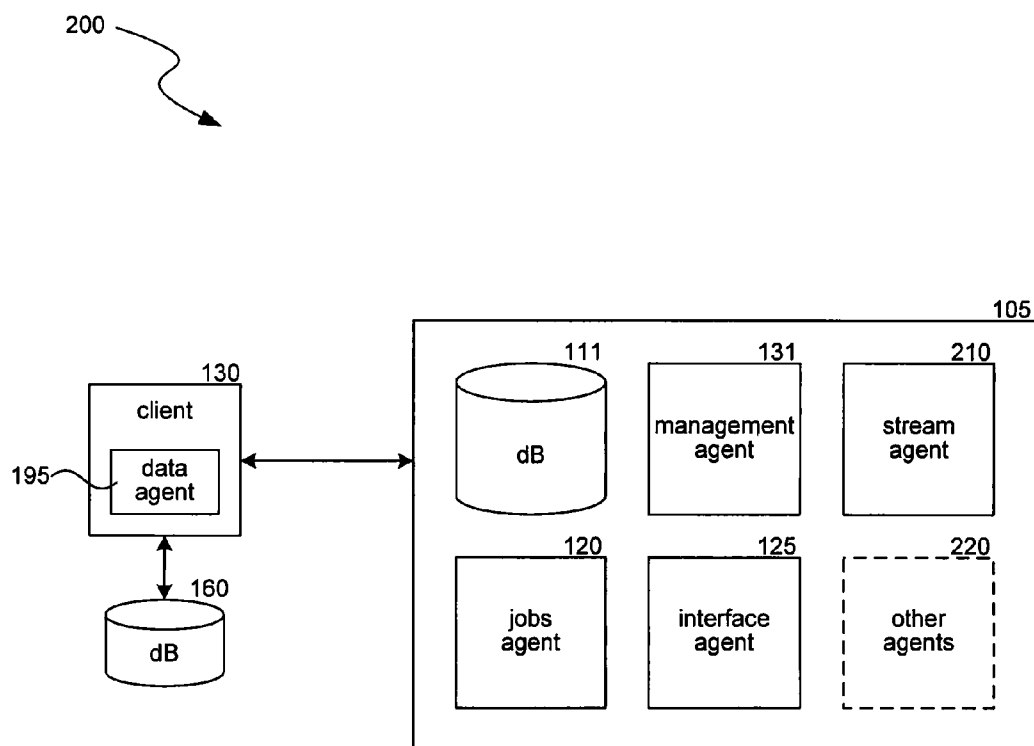 200
105
130
client
195
data
agent
160
dB
111
dB
131
management
agent
210
stream
agent
120
jobs
agent
125
interface
agent
220
other
agents